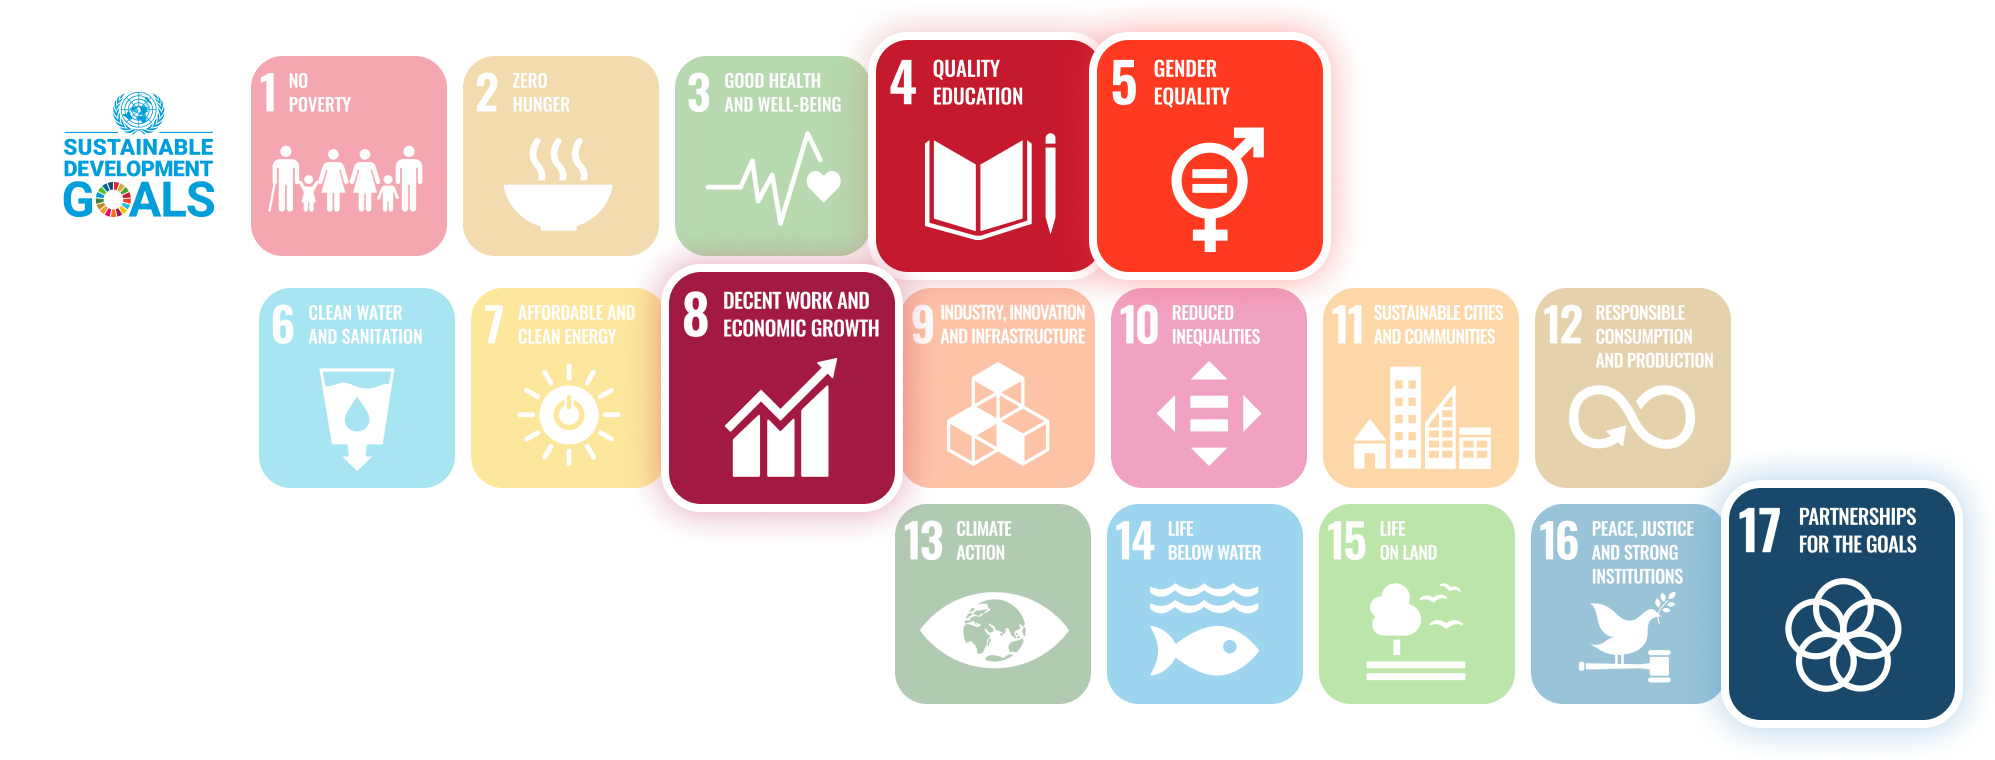 SUSTAINABLE
DEVELOPMENT
GOALS
1 NO
POVERTY
2 ZERO
HUNGER
3 GOOD HEALTH
AND WELL-BEING
4 QUALITY
EDUCATION
5 GENDER
EQUALITY
6 CLEAN WATER
AND SANITATION
7 AFFORDABLE AND
CLEAN ENERGY
8 DECENT WORK AND
ECONOMIC GROWTH
9 INDUSTRY, INNOVATION
AND INFRASTRUCTURE
10 REDUCED
INEQUALITIES
11 SUSTAINABLE CITIES
AND COMMUNITIES
12 RESPONSIBLE
CONSUMPTION
AND PRODUCTION
13 CLIMATE
ACTION
14 LIFE
BELOW WATER
15 LIFE
ON LAND
16 PEACE, JUSTICE
AND STRONG
INSTITUTIONS
17 PARTNERSHIPS
FOR THE GOALS